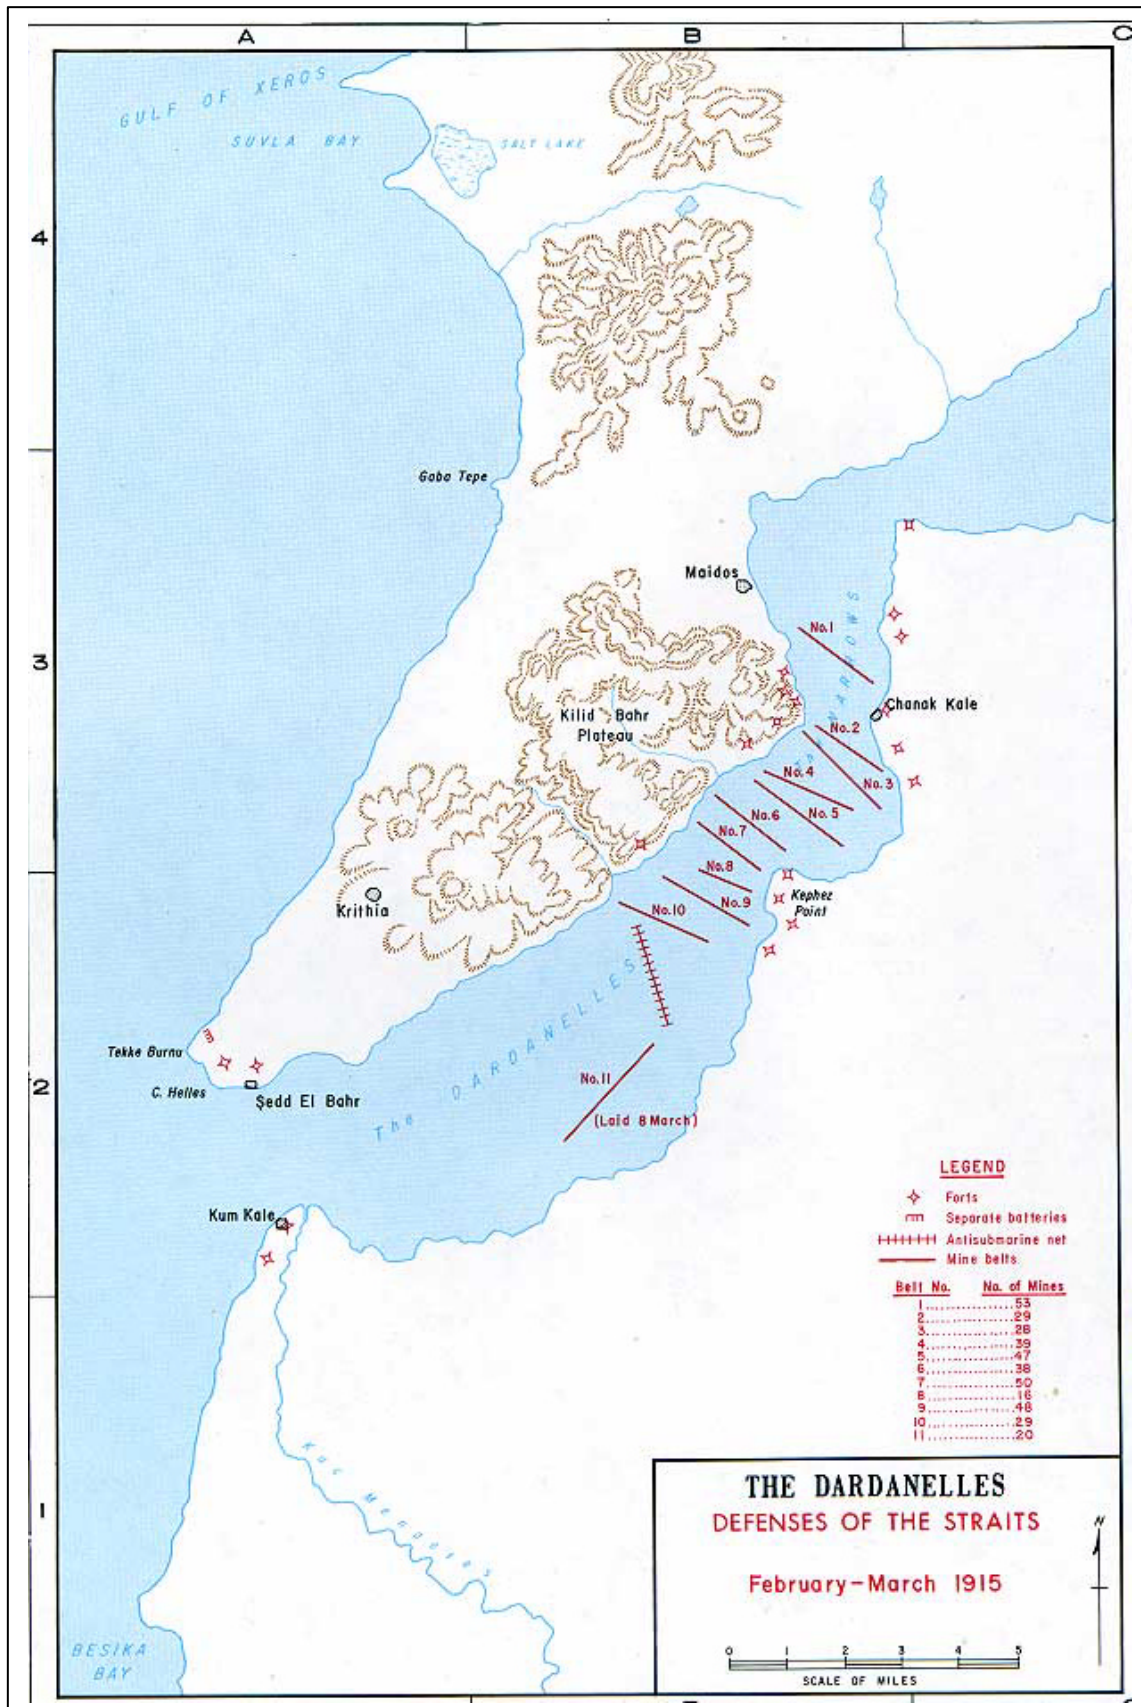 A
B
C
GULF OF XEROS
SUVLA BAY
SALT LAKE
4
Gaba Tepe
Maidos
THE NARROWS
No.1
3
Chanak Kale
Kilid Bahr
Plateau
No.2
No.4
No.3
No.5
No.6
No.7
No.8
Kephez
Point
No.9
No.10
Krithia
The DARDANELLES
Tekke Burnu
No.11
2
C. Helles
Şedd El Bahr
(Laid 8 March)
LEGEND
Forts
Separate batteries
Antisubmarine net
Mine belts
Kum Kale
Belt No. No. of Mines
1..................53
2..................29
3..................28
4..................39
5..................47
6..................38
7..................50
8..................16
9..................48
10..................29
11..................20
1
THE DARDANELLES
DEFENSES OF THE STRAITS
N
February-March 1915
BESIKA
BAY
0 1 2 3 4 5
SCALE OF MILES